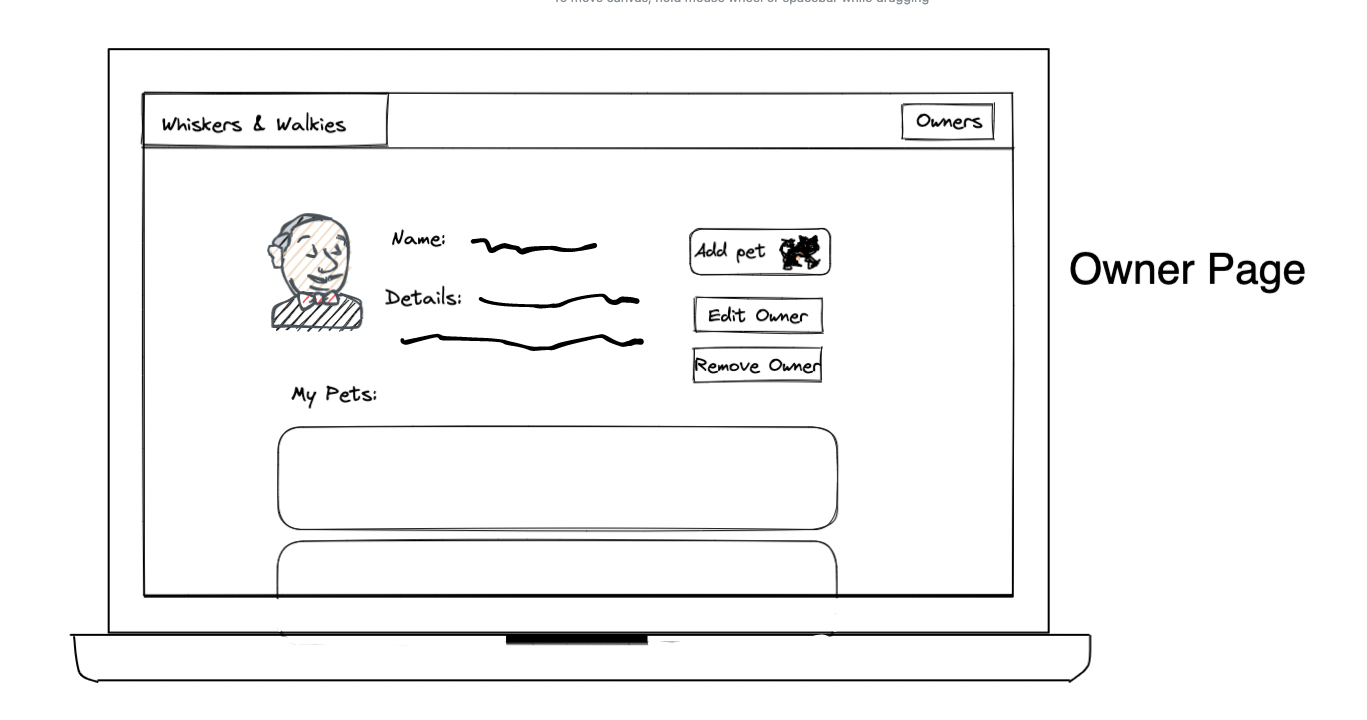 To move canvas, hold mouse wheel or spacebar while dragging
Whiskers & Walkies
Owners
Name:
Add pet
Owner Page
Details:
Edit Owner
Remove Owner
My Pets: